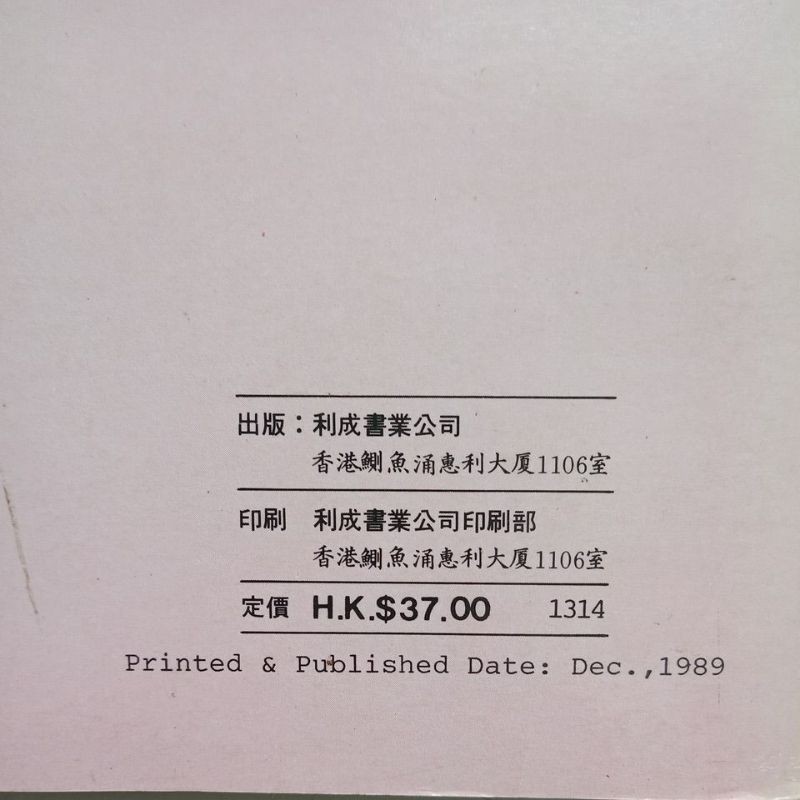 出版：利成書業公司
香港鰂魚涌惠利大厦1106室
印刷　利成書業公司印刷部
香港鰂魚涌惠利大厦1106室
定價 H.K.$37.00 1314
Printed & Published Date: Dec.,1989